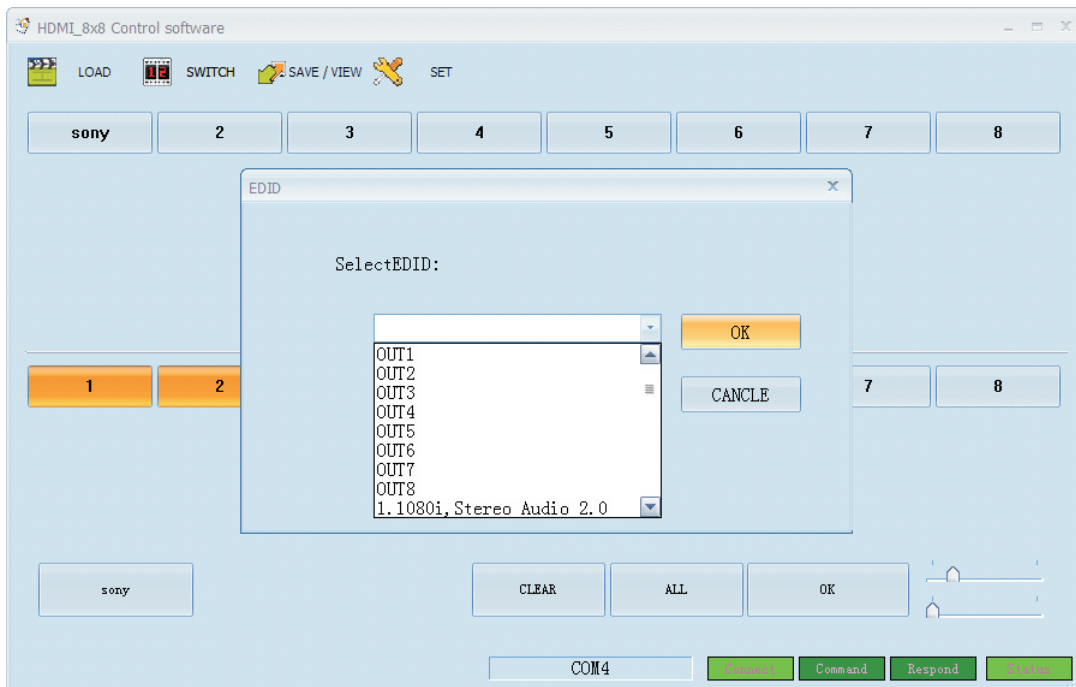 HDMI_8x8 Control software
LOAD SWITCH SAVE / VIEW SET
sony 2 3 4 5 6 7 8
EDID
SelectEDID:
OK
OUT1
OUT2
OUT3
1 2 7 8
CANCLE
OUT4
OUT5
OUT6
OUT7
OUT8
1.1080i,Stereo Audio 2.0
sony CLEAR ALL OK
COM4 Connect Command Respond Status